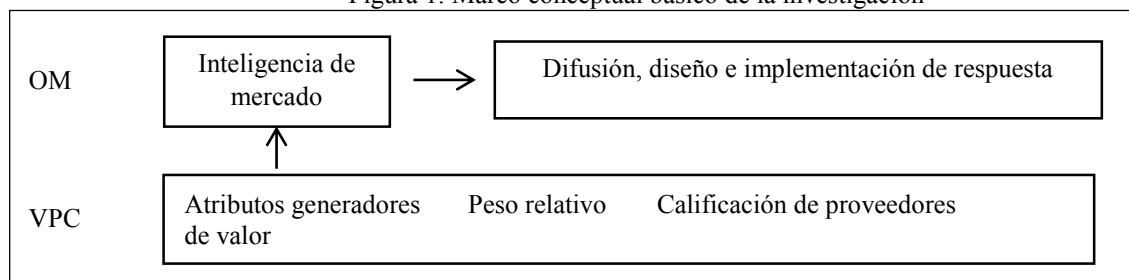 Figura 1. Marco conceptual básico de la investigación
OM
Inteligencia de
mercado
Difusión, diseño e implementación de respuesta
VPC
Atributos generadores
de valor
Peso relativo
Calificación de proveedores